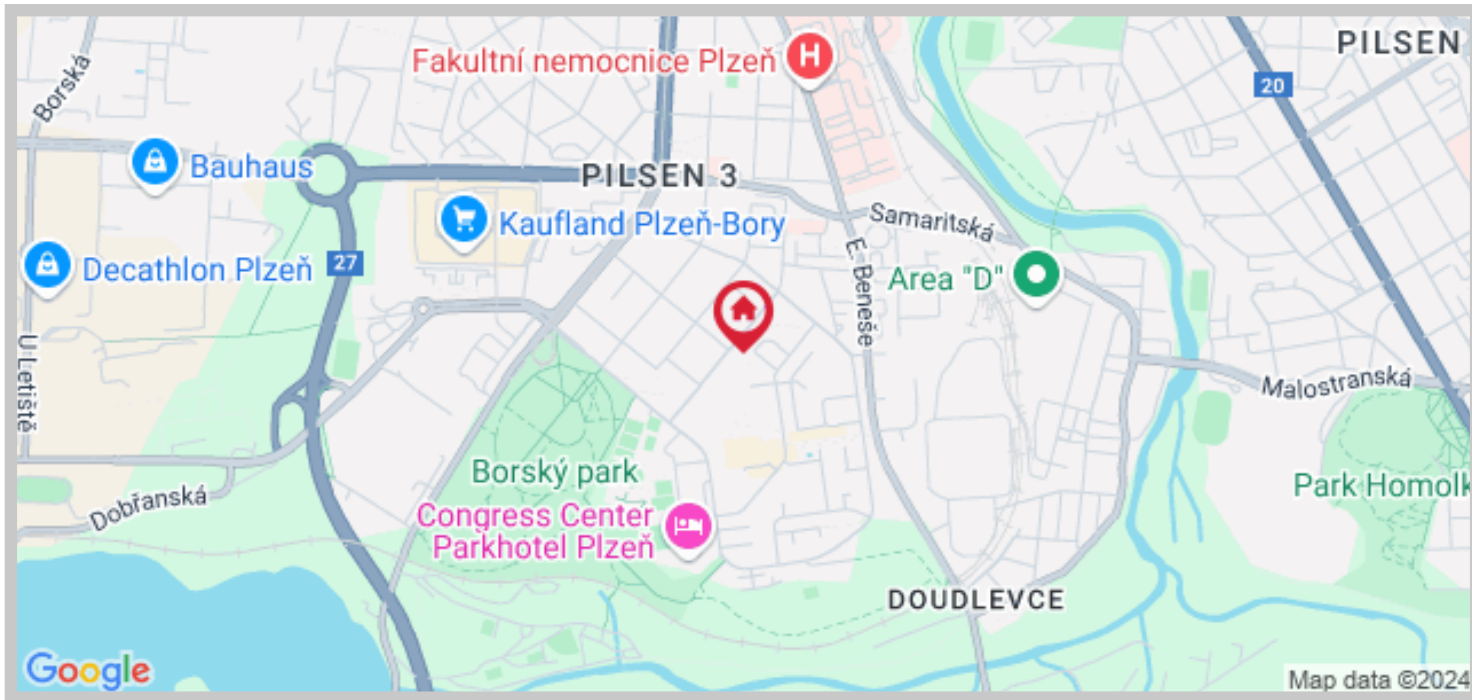 PILSEN
Fakultní nemocnice Plzeň
H
20
Borská
Bauhaus
PILSEN 3
Samaritská
Kaufland Plzeň-Bory
E. Beneše
Decathlon Plzeň
27
Area "D"
U Letiště
Malostranská
Borský park
Park Homolk
Dobřanská
Congress Center
Parkhotel Plzeň
DOUDLEVCE
Google
Map data ©2024